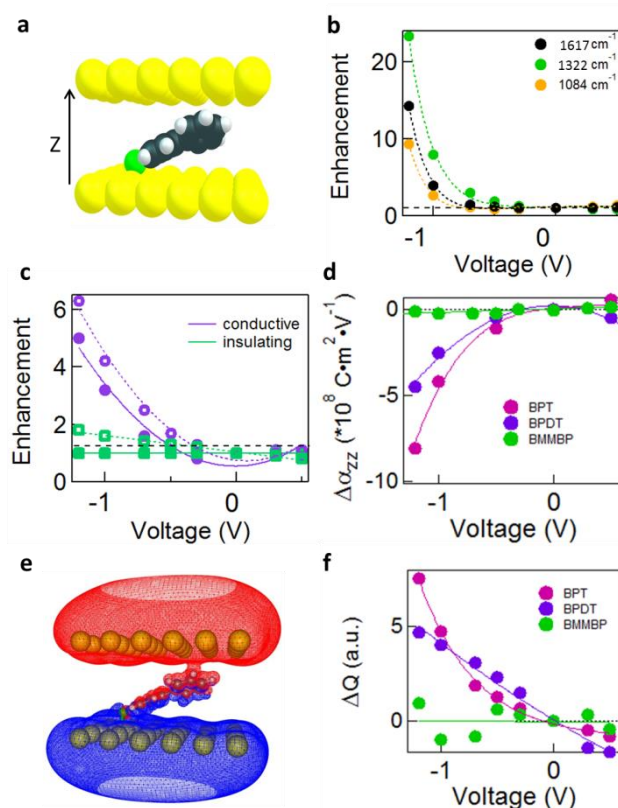 a
Z
b
Enhancement
20
10
0
1617 cm⁻¹
1322 cm⁻¹
1084 cm⁻¹
-1
0
Voltage (V)
c
Enhancement
6
4
2
0
conductive
insulating
-1
0
Voltage (V)
d
Δα_zz (*10⁸ C•m²•V⁻¹)
0
-5
-10
BPT
BPDT
BMMBP
-1
0
Voltage (V)
e
f
ΔQ (a.u.)
5
0
BPT
BPDT
BMMBP
-1
0
Voltage (V)